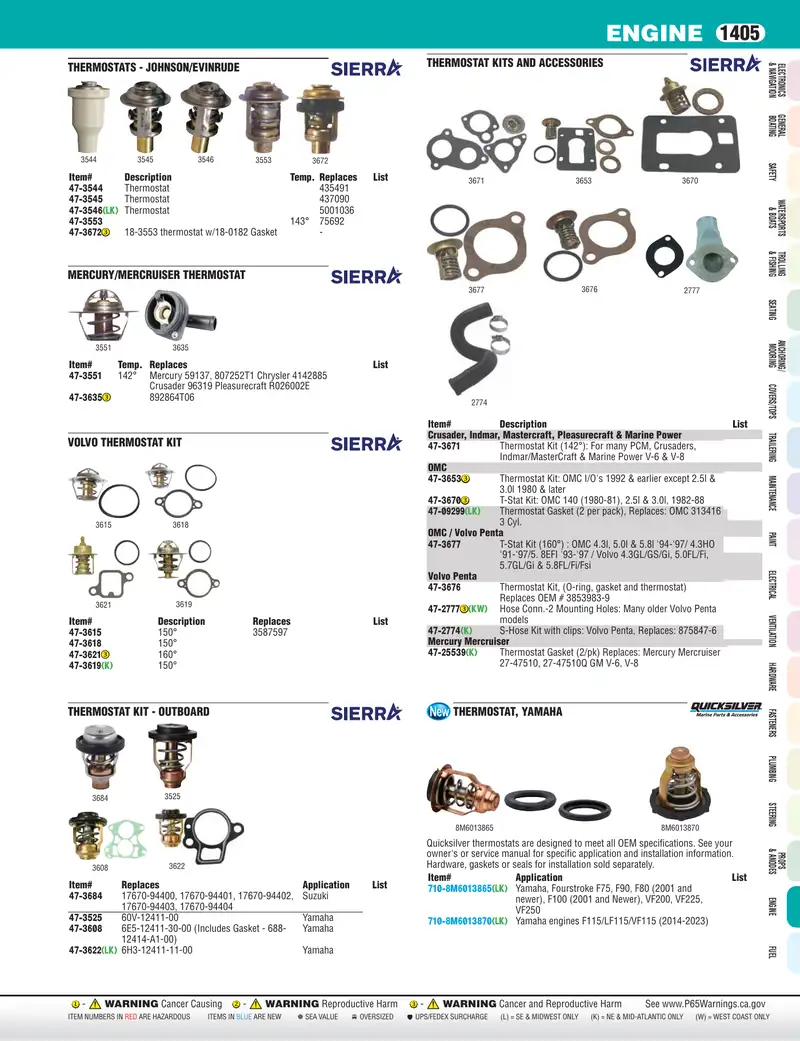 ENGINE 1405
THERMOSTATS - JOHNSON/EVINRUDE
SIERRA
3544
3545
3546
3553
3672
Item# Description Temp. Replaces List
47-3544 Thermostat 435491
47-3545 Thermostat 437090
47-3546(LK) Thermostat 5001036
47-3553 143° 75692
47-3672 3 18-3553 thermostat w/18-0182 Gasket -
MERCURY/MERCRUISER THERMOSTAT
SIERRA
3551
3635
Item# Temp. Replaces List
47-3551 142° Mercury 59137, 807252T1 Chrysler 4142885
Crusader 96319 Pleasurecraft R026002E
47-3635 3 892864T06
VOLVO THERMOSTAT KIT
SIERRA
3615
3618
3621
3619
Item# Description Replaces List
47-3615 150° 3587597
47-3618 150°
47-3621 3 160°
47-3619(K) 150°
THERMOSTAT KIT - OUTBOARD
SIERRA
3684
3525
3608
3622
Item# Replaces Application List
47-3684 17670-94400, 17670-94401, 17670-94402, Suzuki
17670-94403, 17670-94404
47-3525 60V-12411-00 Yamaha
47-3608 6E5-12411-30-00 (Includes Gasket - 688- Yamaha
12414-A1-00)
47-3622(LK) 6H3-12411-11-00 Yamaha
THERMOSTAT KITS AND ACCESSORIES
SIERRA
3671
3653
3670
3677
3676
2777
2774
Item# Description List
Crusader, Indmar, Mastercraft, Pleasurecraft & Marine Power
47-3671 Thermostat Kit (142°): For many PCM, Crusaders,
Indmar/MasterCraft & Marine Power V-6 & V-8
OMC
47-3653 3 Thermostat Kit: OMC I/O's 1992 & earlier except 2.5l &
3.0l 1980 & later
47-3670 3 T-Stat Kit: OMC 140 (1980-81), 2.5l & 3.0l, 1982-88
47-09299(LK) Thermostat Gasket (2 per pack), Replaces: OMC 313416
3 Cyl.
OMC / Volvo Penta
47-3677 T-Stat Kit (160°) : OMC 4.3l, 5.0l & 5.8l '94-'97/ 4.3HO
'91-'97/5. 8EFI '93-'97 / Volvo 4.3GL/GS/Gi, 5.0FL/Fi,
5.7GL/Gi & 5.8FL/Fi/Fsi
Volvo Penta
47-3676 Thermostat Kit, (O-ring, gasket and thermostat)
Replaces OEM # 3853983-9
47-2777 3 (KW) Hose Conn.-2 Mounting Holes: Many older Volvo Penta
models
47-2774(K) S-Hose Kit with clips: Volvo Penta, Replaces: 875847-6
Mercury Mercruiser
47-25539(K) Thermostat Gasket (2/pk) Replaces: Mercury Mercruiser
27-47510, 27-47510Q GM V-6, V-8
New THERMOSTAT, YAMAHA
QUICKSILVER
Marine Parts & Accessories
8M6013865
8M6013870
Quicksilver thermostats are designed to meet all OEM specifications. See your
owner's or service manual for specific application and installation information.
Hardware, gaskets or seals for installation sold separately.
Item# Application List
710-8M6013865(LK) Yamaha, Fourstroke F75, F90, F80 (2001 and
newer), F100 (2001 and Newer), VF200, VF225,
VF250
710-8M6013870(LK) Yamaha engines F115/LF115/VF115 (2014-2023)
ELECTRONICS
& NAVIGATION
GENERAL
BOATING
SAFETY
WATERSPORTS
& BOATS
TROLLING
& FISHING
SEATING
ANCHORING/
MOORING
COVERS/TOPS
TRAILERING
MAINTENANCE
PAINT
ELECTRICAL
VENTILATION
HARDWARE
FASTENERS
PLUMBING
STEERING
PROPS
& ANODES
ENGINE
FUEL
1 - WARNING Cancer Causing 2 - WARNING Reproductive Harm 3 - WARNING Cancer and Reproductive Harm See www.P65Warnings.ca.gov
ITEM NUMBERS IN RED ARE HAZARDOUS ITEMS IN BLUE ARE NEW SEA VALUE OVERSIZED UPS/FEDEX SURCHARGE (L) = SE & MIDWEST ONLY (K) = NE & MID-ATLANTIC ONLY (W) = WEST COAST ONLY